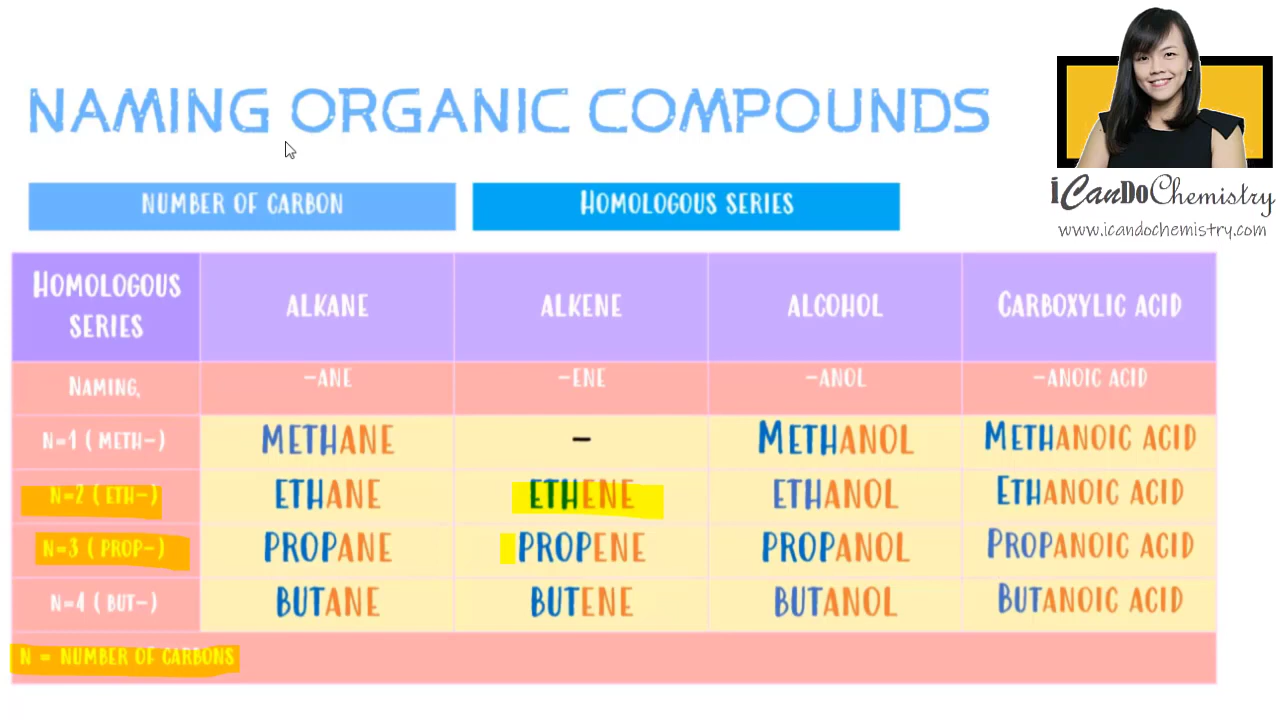 NAMING ORGANIC COMPOUNDS
iCanDoChemistry
www.icandochemistry.com
NUMBER OF CARBON
HOMOLOGOUS SERIES
HOMOLOGOUS
SERIES
ALKANE
ALKENE
ALCOHOL
CARBOXYLIC ACID
NAMING,
-ANE
-ENE
-ANOL
-ANOIC ACID
N=1 ( METH-)
METHANE
-
METHANOL
METHANOIC ACID
N=2 ( ETH-)
ETHANE
ETHENE
ETHANOL
ETHANOIC ACID
N=3 ( PROP-)
PROPANE
PROPENE
PROPANOL
PROPANOIC ACID
N=4 ( BUT-)
BUTANE
BUTENE
BUTANOL
BUTANOIC ACID
N = NUMBER OF CARBONS